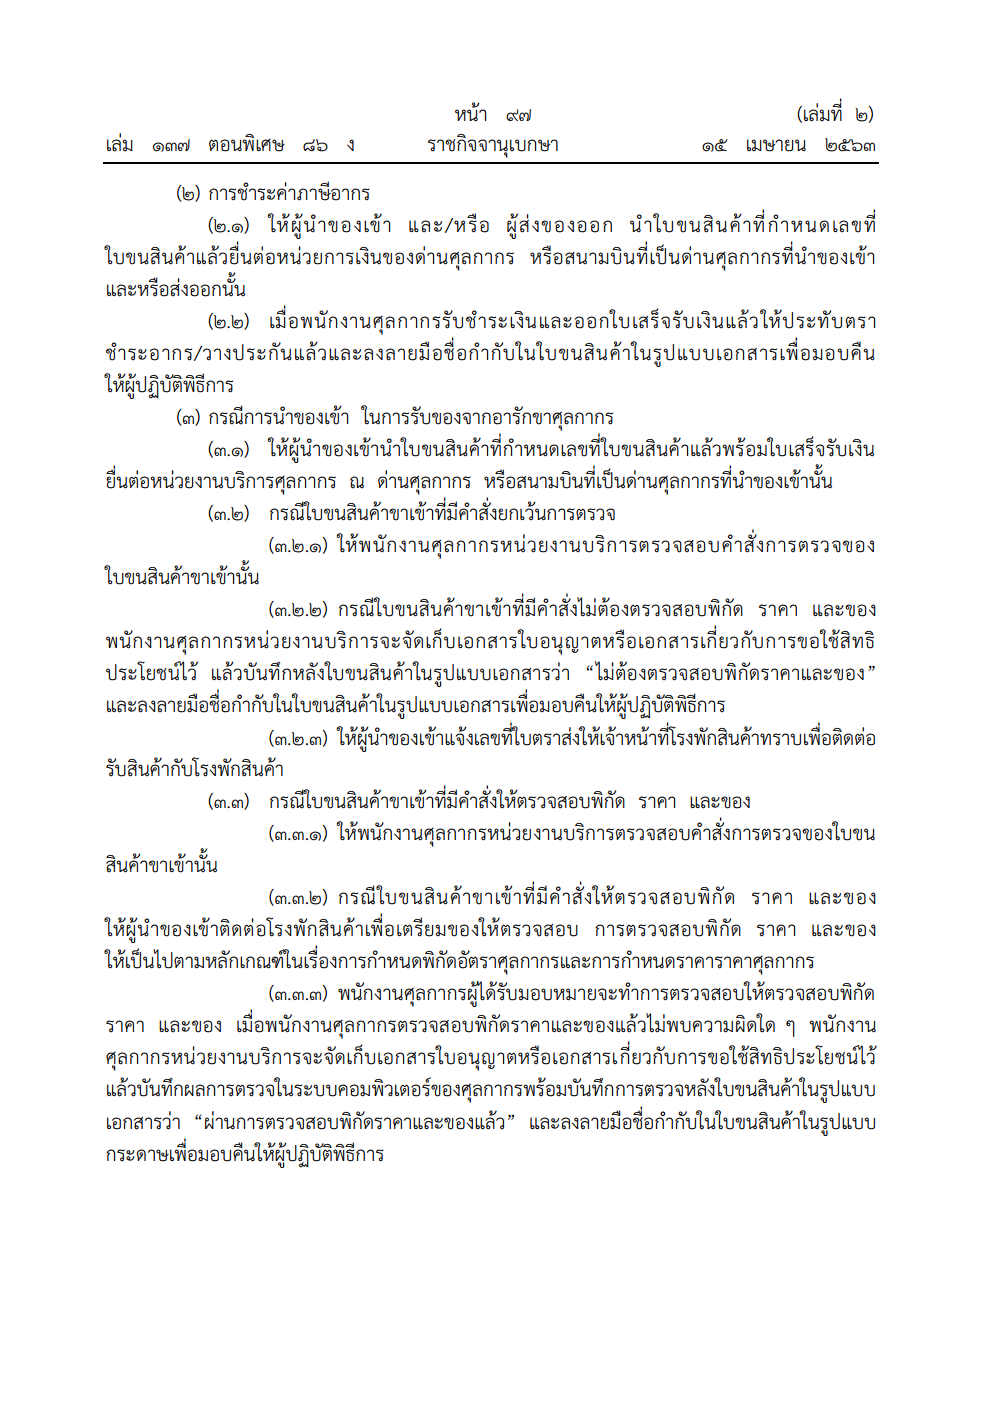 หน้า ๙๗ (เล่มที่ ๒)
เล่ม ๑๓๗ ตอนพิเศษ ๘๖ ง ราชกิจจานุเบกษา ๑๕ เมษายน ๒๕๖๓
(๒) การชำระค่าภาษีอากร
(๒.๑) ให้ผู้นำของเข้า และ/หรือ ผู้ส่งของออก นำใบขนสินค้าที่กำหนดเลขที่
ใบขนสินค้าแล้วยื่นต่อหน่วยการเงินของด่านศุลกากร หรือสนามบินที่เป็นด่านศุลกากรที่นำของเข้า
และหรือส่งออกนั้น
(๒.๒) เมื่อพนักงานศุลกากรรับชำระเงินและออกใบเสร็จรับเงินแล้วให้ประทับตรา
ชำระอากร/วางประกันแล้วและลงลายมือชื่อกำกับในใบขนสินค้าในรูปแบบเอกสารเพื่อมอบคืน
ให้ผู้ปฏิบัติพิธีการ
(๓) กรณีการนำของเข้า ในการรับของจากอารักขาศุลกากร
(๓.๑) ให้ผู้นำของเข้านำใบขนสินค้าที่กำหนดเลขที่ใบขนสินค้าแล้วพร้อมใบเสร็จรับเงิน
ยื่นต่อหน่วยงานบริการศุลกากร ณ ด่านศุลกากร หรือสนามบินที่เป็นด่านศุลกากรที่นำของเข้านั้น
(๓.๒) กรณีใบขนสินค้าขาเข้าที่มีคำสั่งยกเว้นการตรวจ
(๓.๒.๑) ให้พนักงานศุลกากรหน่วยงานบริการตรวจสอบคำสั่งการตรวจของ
ใบขนสินค้าขาเข้านั้น
(๓.๒.๒) กรณีใบขนสินค้าขาเข้าที่มีคำสั่งไม่ต้องตรวจสอบพิกัด ราคา และของ
พนักงานศุลกากรหน่วยงานบริการจะจัดเก็บเอกสารใบอนุญาตหรือเอกสารเกี่ยวกับการขอใช้สิทธิ
ประโยชน์ไว้ แล้วบันทึกหลังใบขนสินค้าในรูปแบบเอกสารว่า “ไม่ต้องตรวจสอบพิกัดราคาและของ”
และลงลายมือชื่อกำกับในใบขนสินค้าในรูปแบบเอกสารเพื่อมอบคืนให้ผู้ปฏิบัติพิธีการ
(๓.๒.๓) ให้ผู้นำของเข้าแจ้งเลขที่ใบตราส่งให้เจ้าหน้าที่โรงพักสินค้าทราบเพื่อติดต่อ
รับสินค้ากับโรงพักสินค้า
(๓.๓) กรณีใบขนสินค้าขาเข้าที่มีคำสั่งให้ตรวจสอบพิกัด ราคา และของ
(๓.๓.๑) ให้พนักงานศุลกากรหน่วยงานบริการตรวจสอบคำสั่งการตรวจของใบขน
สินค้าขาเข้านั้น
(๓.๓.๒) กรณีใบขนสินค้าขาเข้าที่มีคำสั่งให้ตรวจสอบพิกัด ราคา และของ
ให้ผู้นำของเข้าติดต่อโรงพักสินค้าเพื่อเตรียมของให้ตรวจสอบ การตรวจสอบพิกัด ราคา และของ
ให้เป็นไปตามหลักเกณฑ์ในเรื่องการกำหนดพิกัดอัตราศุลกากรและการกำหนดราคาราคาศุลกากร
(๓.๓.๓) พนักงานศุลกากรผู้ได้รับมอบหมายจะทำการตรวจสอบให้ตรวจสอบพิกัด
ราคา และของ เมื่อพนักงานศุลกากรตรวจสอบพิกัดราคาและของแล้วไม่พบความผิดใด ๆ พนักงาน
ศุลกากรหน่วยงานบริการจะจัดเก็บเอกสารใบอนุญาตหรือเอกสารเกี่ยวกับการขอใช้สิทธิประโยชน์ไว้
แล้วบันทึกผลการตรวจในระบบคอมพิวเตอร์ของศุลกากรพร้อมบันทึกการตรวจหลังใบขนสินค้าในรูปแบบ
เอกสารว่า “ผ่านการตรวจสอบพิกัดราคาและของแล้ว” และลงลายมือชื่อกำกับในใบขนสินค้าในรูปแบบ
กระดาษเพื่อมอบคืนให้ผู้ปฏิบัติพิธีการ